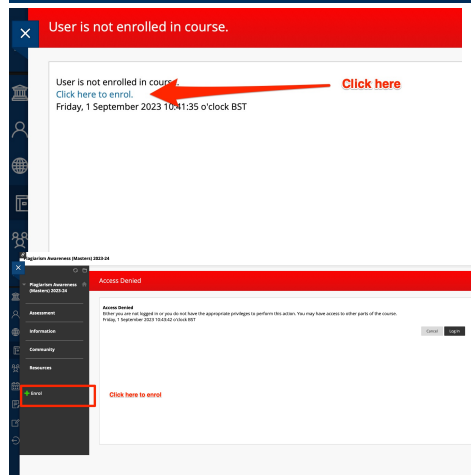 User is not enrolled in course.
User is not enrolled in course.
Click here to enrol.
Friday, 1 September 2023 10:41:35 o'clock BST
Click here
Plagiarism Awareness (Masters) 2023-24
Plagiarism Awareness
(Masters) 2023-24
Assessment
Information
Community
Resources
Enrol
Access Denied
Access Denied
Either you are not logged in or you do not have the appropriate privileges to perform this action. You may have access to other parts of the course.
Friday, 1 September 2023 10:43:42 o'clock BST
Cancel
Log In
Click here to enrol